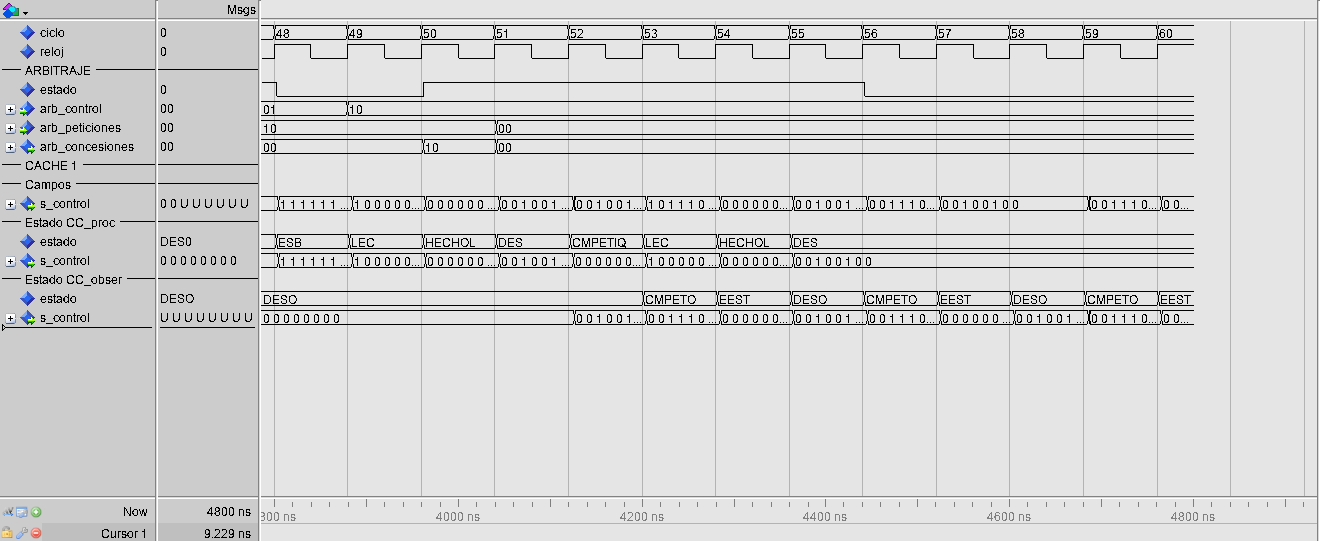 Msgs
ciclo 0 48 49 50 51 52 53 54 55 56 57 58 59 60
reloj 0
ARBITRAJE
estado 0
arb_control 00 01 10
arb_peticiones 00 10 00
arb_concesiones 00 00 10 00
CACHE 1
Campos
s_control 0 0 U U U U U U U 1 1 1 1 1 1 ... 1 0 0 0 0 0 ... 0 0 0 0 0 0 ... 0 0 1 0 0 1 ... 0 0 1 0 0 1 ... 1 0 1 1 1 0 ... 0 0 0 0 0 0 ... 0 0 1 0 0 1 ... 0 0 1 1 1 0 ... 0 0 1 0 0 1 0 0 0 0 0 1 1 1 0 ... 0 0 ...
Estado CC_proc
estado DES0 ESB LEC HECHOL DES CMPETIQ LEC HECHOL DES
s_control 0 0 0 0 0 0 0 0 1 1 1 1 1 1 ... 1 0 0 0 0 0 ... 0 0 0 0 0 0 ... 0 0 1 0 0 1 ... 0 0 0 0 0 0 ... 1 0 0 0 0 0 ... 0 0 0 0 0 0 ... 0 0 1 0 0 1 0 0 0
Estado CC_obser
estado DESO DESO CMPETO EEST DESO CMPETO EEST DESO CMPETO EEST
s_control U U U U U U U U 0 0 0 0 0 0 0 0 0 0 1 0 0 1 ... 0 0 1 1 1 0 ... 0 0 0 0 0 0 ... 0 0 1 0 0 1 ... 0 0 1 1 1 0 ... 0 0 0 0 0 0 ... 0 0 1 0 0 1 ... 0 0 1 1 1 0 ... 0 0 ...
Now 4800 ns 800 ns 4000 ns 4200 ns 4400 ns 4600 ns 4800 ns
Cursor 1 9.229 ns